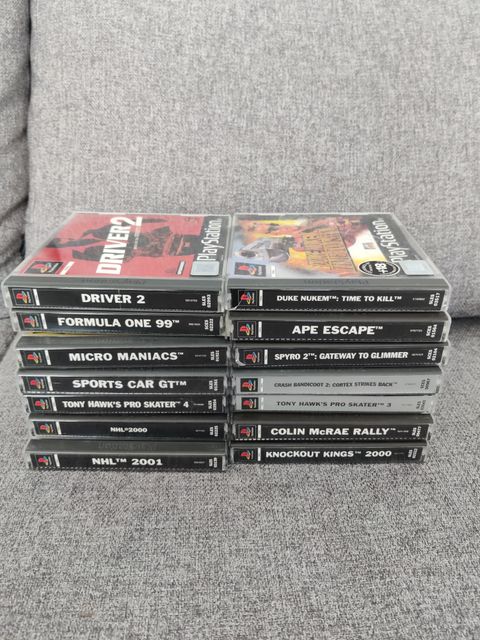 DRIVER 2
PlayStation
DRIVER 2
FORMULA ONE 99™
MICRO MANIACS™
SPORTS CAR GT™
TONY HAWK'S PRO SKATER™ 4
NHL®2000
NHL™ 2001
PlayStation
18
DUKE NUKEM™: TIME TO KILL™
APE ESCAPE™
SPYRO 2™: GATEWAY TO GLIMMER
CRASH BANDICOOT 2: CORTEX STRIKES BACK™
TONY HAWK'S PRO SKATER™ 3
COLIN McRAE RALLY™
KNOCKOUT KINGS™ 2000